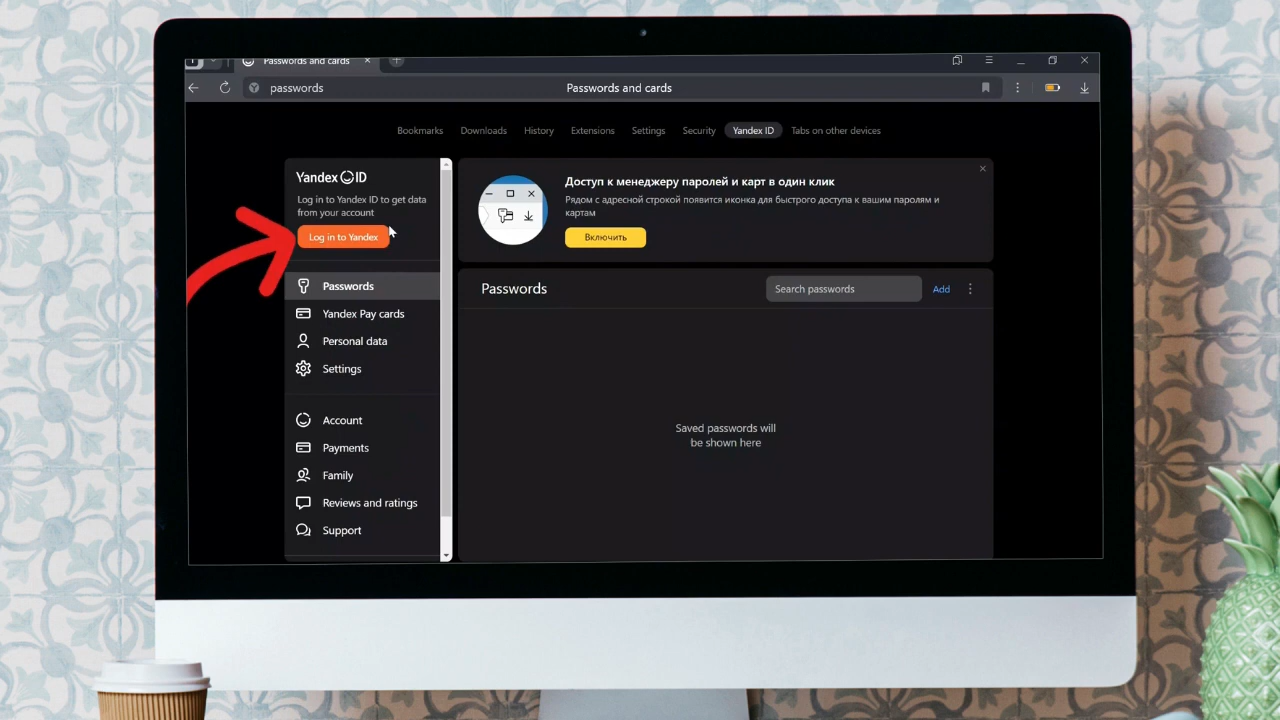 Passwords and cards
passwords
Passwords and cards
Bookmarks Downloads History Extensions Settings Security Yandex ID Tabs on other devices
Yandex ID
Log in to Yandex ID to get data
from your account
Log in to Yandex
Passwords
Yandex Pay cards
Personal data
Settings
Account
Payments
Family
Reviews and ratings
Support
Доступ к менеджеру паролей и карт в один клик
Рядом с адресной строкой появится иконка для быстрого доступа к вашим паролям и
картам
Включить
Passwords
Search passwords
Add
Saved passwords will
be shown here